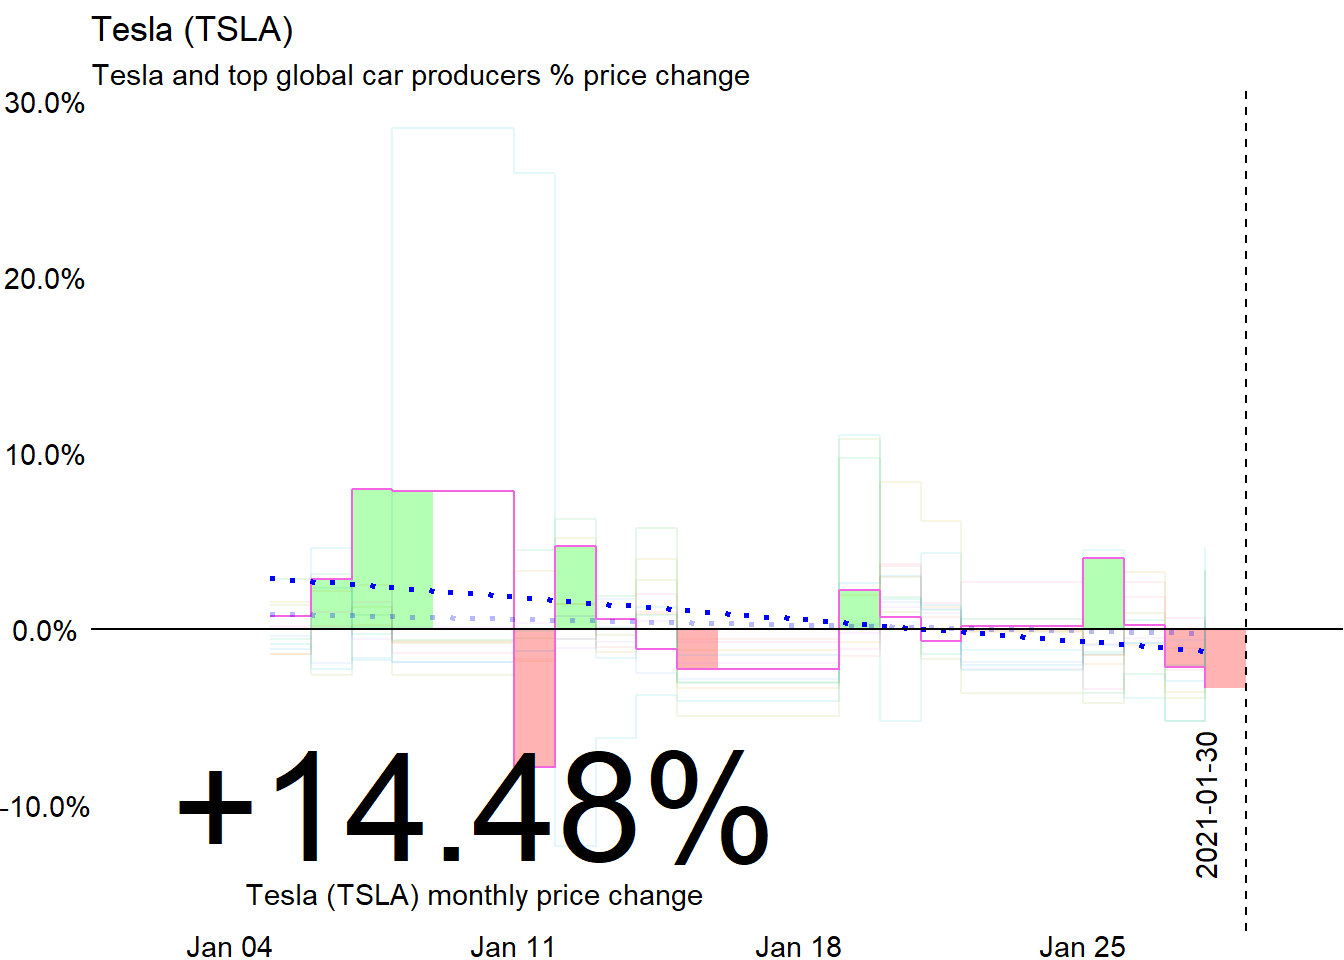 Tesla (TSLA)
Tesla and top global car producers % price change
30.0%
20.0%
10.0%
0.0%
-10.0%
+14.48%
Tesla (TSLA) monthly price change
2021-01-30
Jan 04
Jan 11
Jan 18
Jan 25